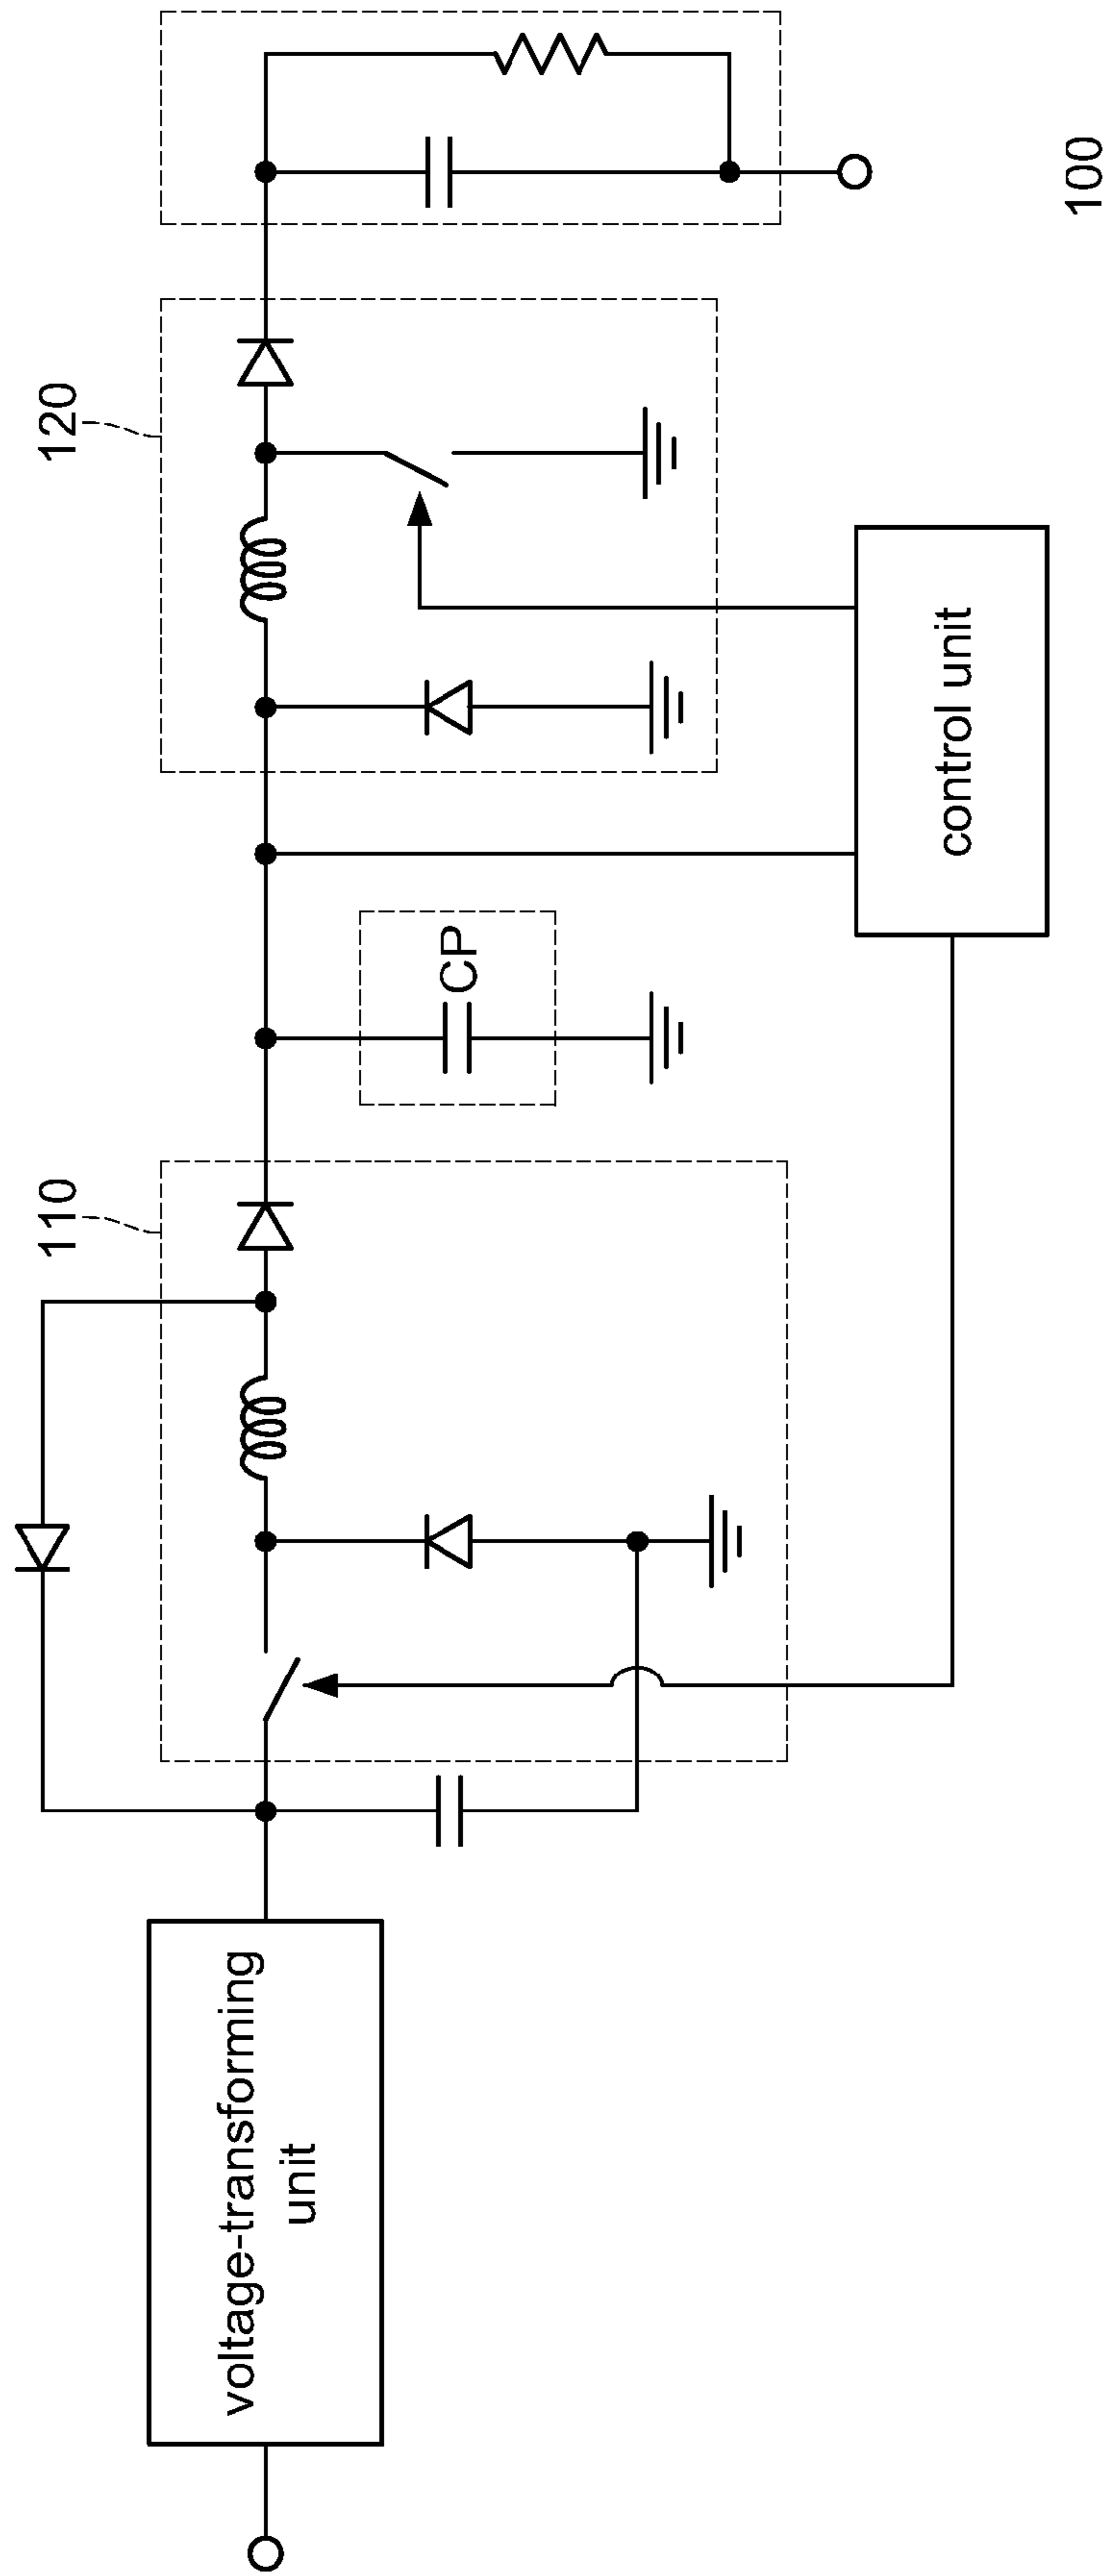 110
120
voltage-transforming
unit
CP
control unit
100